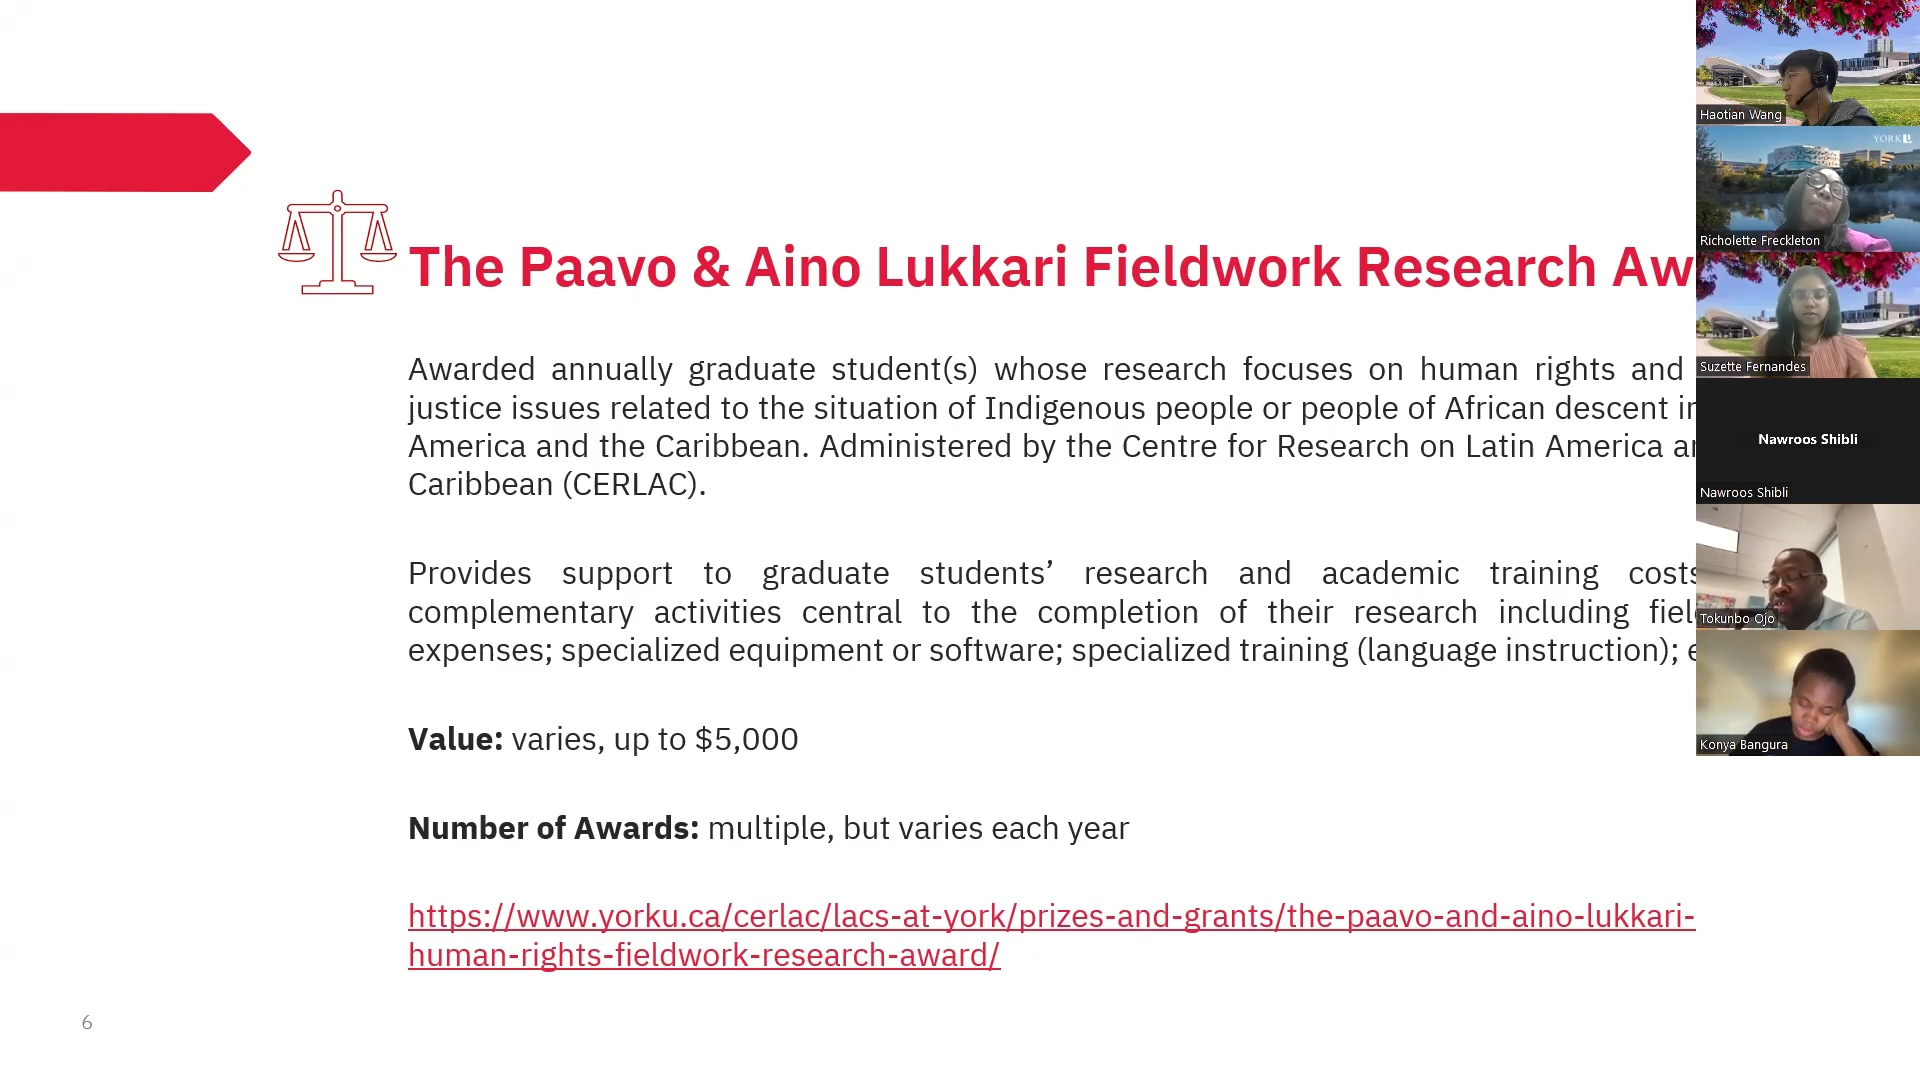 The Paavo & Aino Lukkari Fieldwork Research Aw
Awarded annually graduate student(s) whose research focuses on human rights and
justice issues related to the situation of Indigenous people or people of African descent in
America and the Caribbean. Administered by the Centre for Research on Latin America an
Caribbean (CERLAC).
Provides support to graduate students’ research and academic training costs
complementary activities central to the completion of their research including fiel
expenses; specialized equipment or software; specialized training (language instruction); e
Value: varies, up to $5,000
Number of Awards: multiple, but varies each year
https://www.yorku.ca/cerlac/lacs-at-york/prizes-and-grants/the-paavo-and-aino-lukkari-
human-rights-fieldwork-research-award/
6
Haotian Wang
YORK U
Richolette Freckleton
Suzette Fernandes
Nawroos Shibli
Nawroos Shibli
Tokunbo Ojo
Konya Bangura